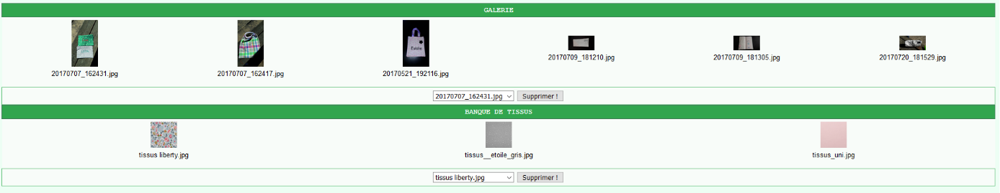 GALERIE
20170707_162431.jpg 20170707_162417.jpg 20170521_192116.jpg 20170709_181210.jpg 20170709_181305.jpg 20170720_181529.jpg
20170707_162431.jpg Supprimer !
BANQUE DE TISSUS
tissus liberty.jpg tissus__etoile_gris.jpg tissus_uni.jpg
tissus liberty.jpg Supprimer !